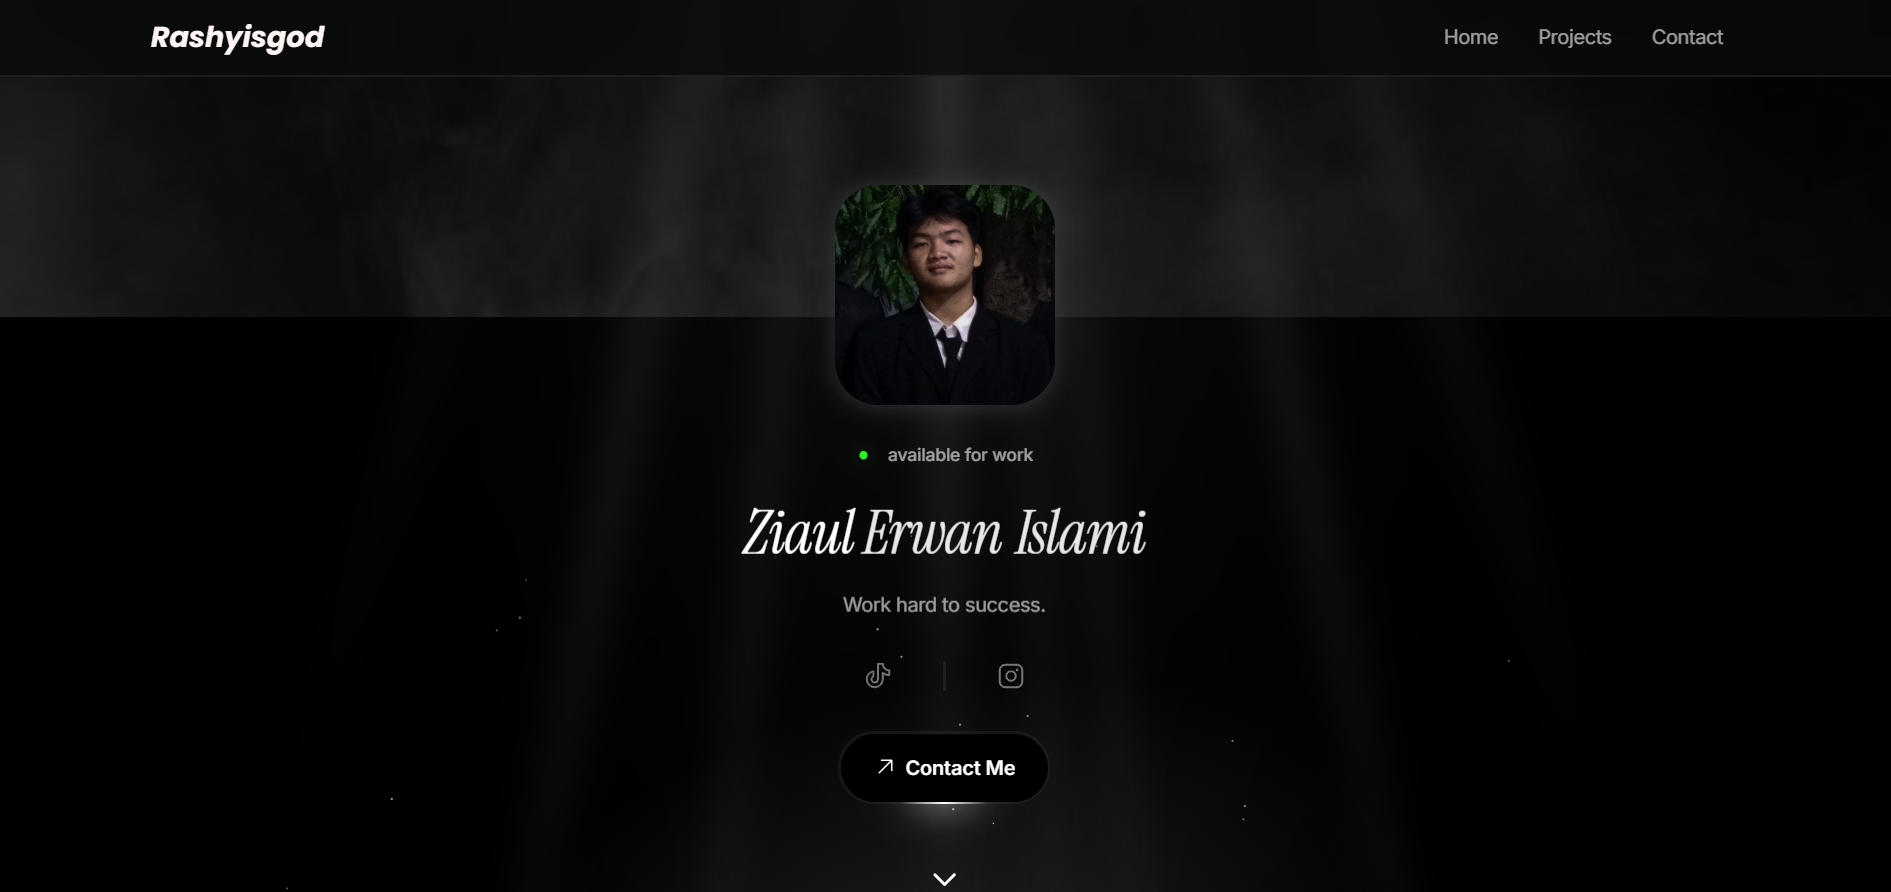 Rashyisgod
Home Projects Contact
available for work
Ziaul Erwan Islami
Work hard to success.
Contact Me